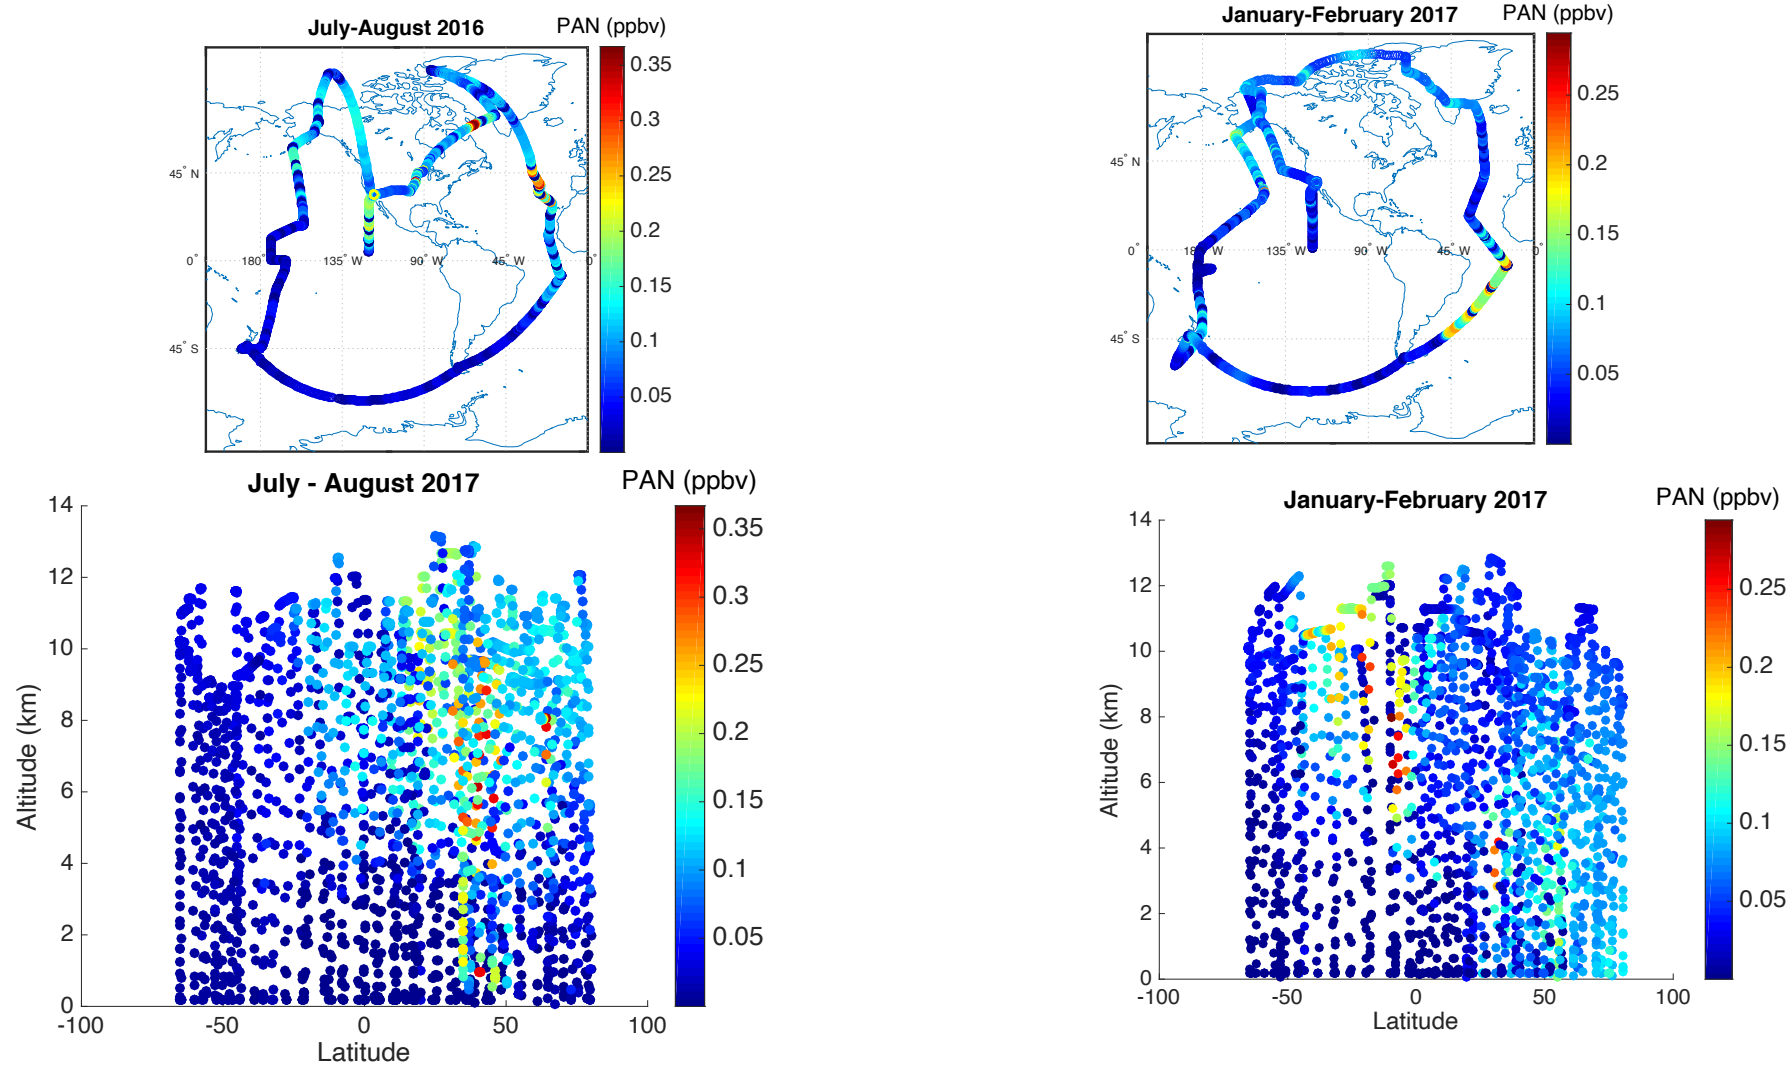 July-August 2016 PAN (ppbv)
0.35
0.3
0.25
0.2
0.15
0.1
0.05
45° N
0°
45° S
180° W 135° W 90° W 45° W 0°
January-February 2017 PAN (ppbv)
0.25
0.2
0.15
0.1
0.05
45° N
0°
45° S
180° W 135° W 90° W 45° W 0°
July - August 2017 PAN (ppbv)
14
12
10
8
6
4
2
0
Altitude (km)
-100 -50 0 50 100
Latitude
0.35
0.3
0.25
0.2
0.15
0.1
0.05
January-February 2017 PAN (ppbv)
14
12
10
8
6
4
2
0
Altitude (km)
-100 -50 0 50 100
Latitude
0.25
0.2
0.15
0.1
0.05